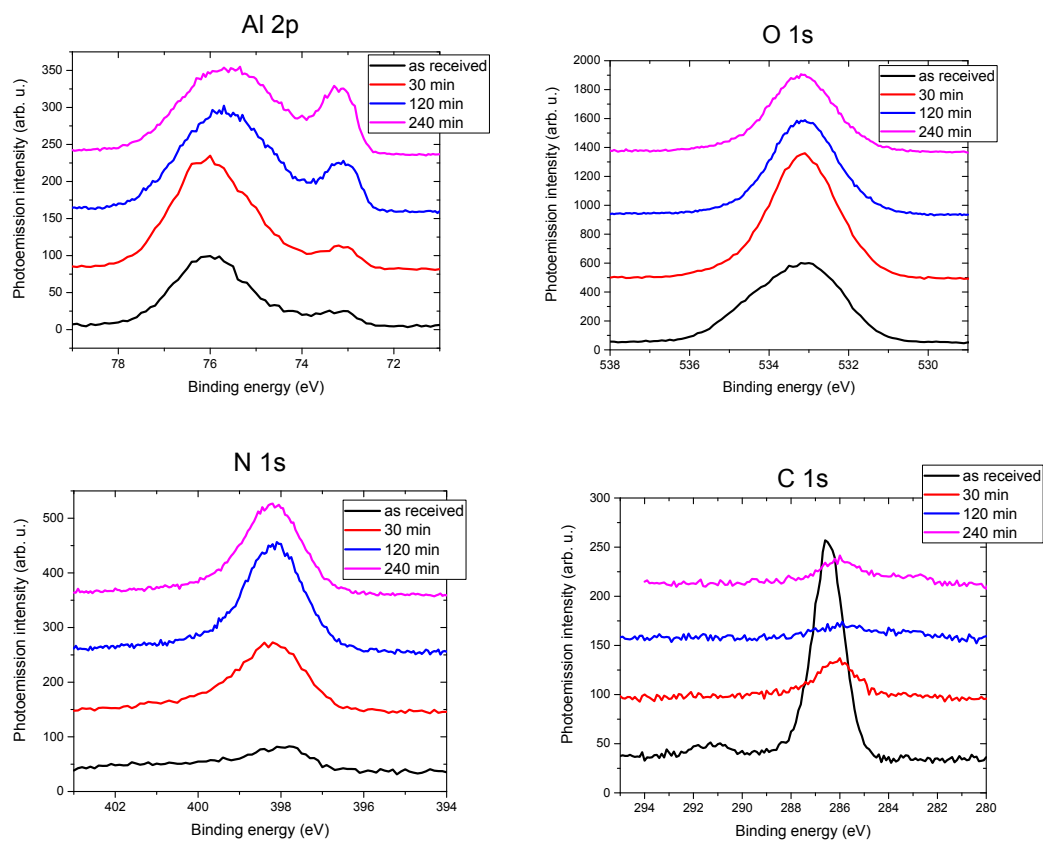 Al 2p
as received
30 min
120 min
240 min
350
300
250
200
150
100
50
0
78
76
74
72
Photoemission intensity (arb. u.)
Binding energy (eV)
O 1s
as received
30 min
120 min
240 min
2000
1800
1600
1400
1200
1000
800
600
400
200
0
538
536
534
532
530
Photoemission intensity (arb. u.)
Binding energy (eV)
N 1s
as received
30 min
120 min
240 min
500
400
300
200
100
0
402
400
398
396
394
Photoemission intensity (arb. u.)
Binding energy (eV)
C 1s
as received
30 min
120 min
240 min
300
250
200
150
100
50
0
294
292
290
288
286
284
282
280
Photoemission intensity (arb. u.)
Binding energy (eV)